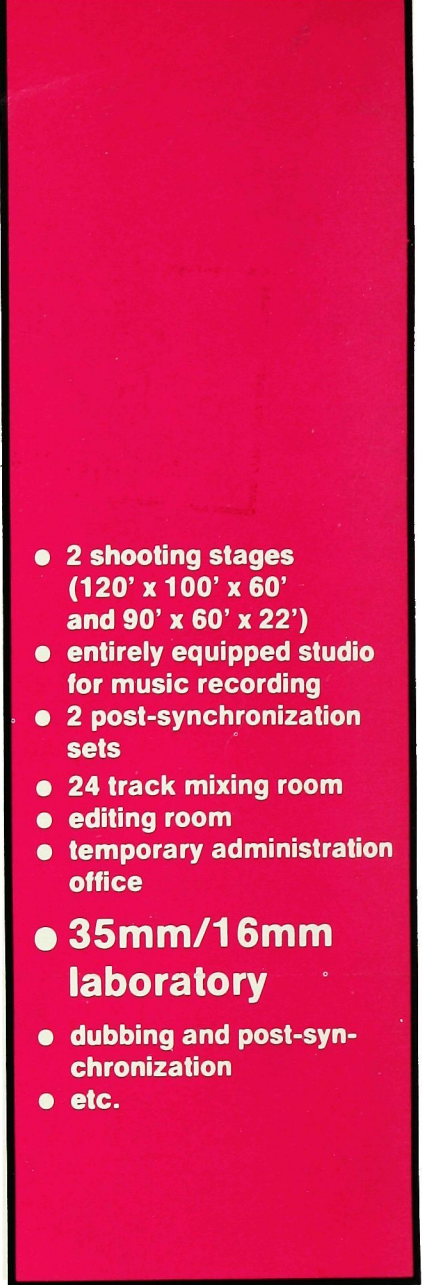 ● 2 shooting stages
(120' x 100' x 60'
and 90' x 60' x 22')
● entirely equipped studio
for music recording
● 2 post-synchronization
sets
● 24 track mixing room
● editing room
● temporary administration
office
● 35mm/16mm
laboratory
● dubbing and post-syn-
chronization
● etc.